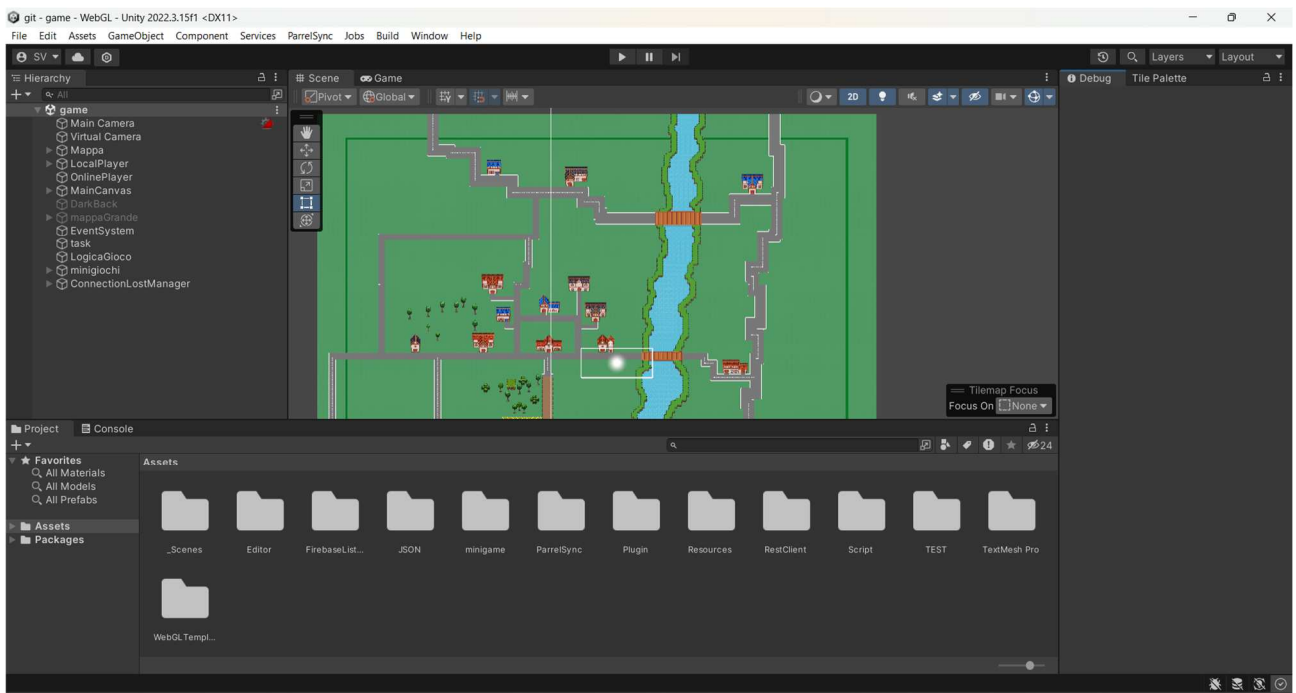 git - game - WebGL - Unity 2022.3.15f1 <DX11>
File Edit Assets GameObject Component Services ParrelSync Jobs Build Window Help
SV Layers Layout
Hierarchy
All
game
Main Camera
Virtual Camera
Mappa
LocalPlayer
OnlinePlayer
MainCanvas
DarkBack
mappaGrande
EventSystem
task
LogicaGioco
minigiochi
ConnectionLostManager
Scene Game
Pivot Global 2D
Tilemap Focus
Focus On None
Debug Tile Palette
Project Console
24
Favorites
All Materials
All Models
All Prefabs
Assets
Packages
Assets
_Scenes Editor FirebaseList... JSON minigame ParrelSync Plugin Resources RestClient Script TEST TextMesh Pro
WebGLTempl...